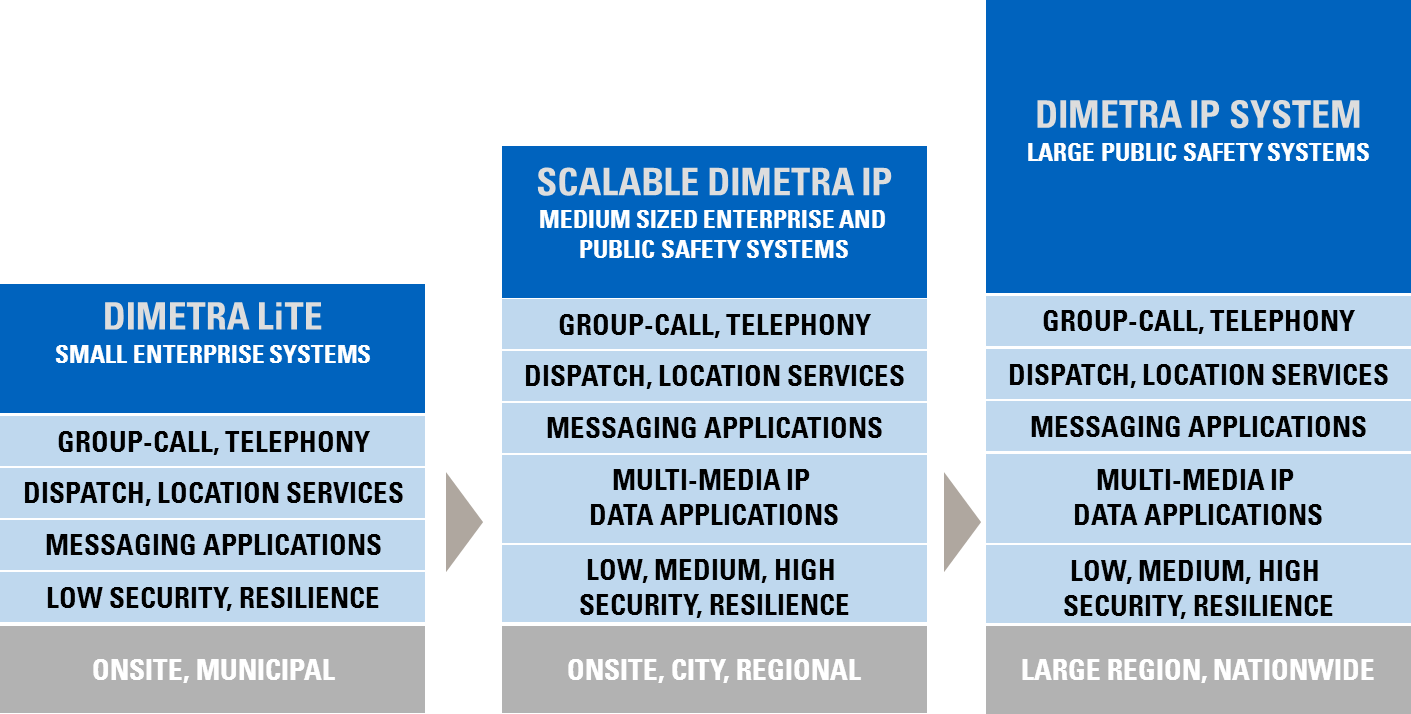 DIMETRA LiTE
SMALL ENTERPRISE SYSTEMS
GROUP-CALL, TELEPHONY
DISPATCH, LOCATION SERVICES
MESSAGING APPLICATIONS
LOW SECURITY, RESILIENCE
ONSITE, MUNICIPAL
SCALABLE DIMETRA IP
MEDIUM SIZED ENTERPRISE AND
PUBLIC SAFETY SYSTEMS
GROUP-CALL, TELEPHONY
DISPATCH, LOCATION SERVICES
MESSAGING APPLICATIONS
MULTI-MEDIA IP
DATA APPLICATIONS
LOW, MEDIUM, HIGH
SECURITY, RESILIENCE
ONSITE, CITY, REGIONAL
DIMETRA IP SYSTEM
LARGE PUBLIC SAFETY SYSTEMS
GROUP-CALL, TELEPHONY
DISPATCH, LOCATION SERVICES
MESSAGING APPLICATIONS
MULTI-MEDIA IP
DATA APPLICATIONS
LOW, MEDIUM, HIGH
SECURITY, RESILIENCE
LARGE REGION, NATIONWIDE